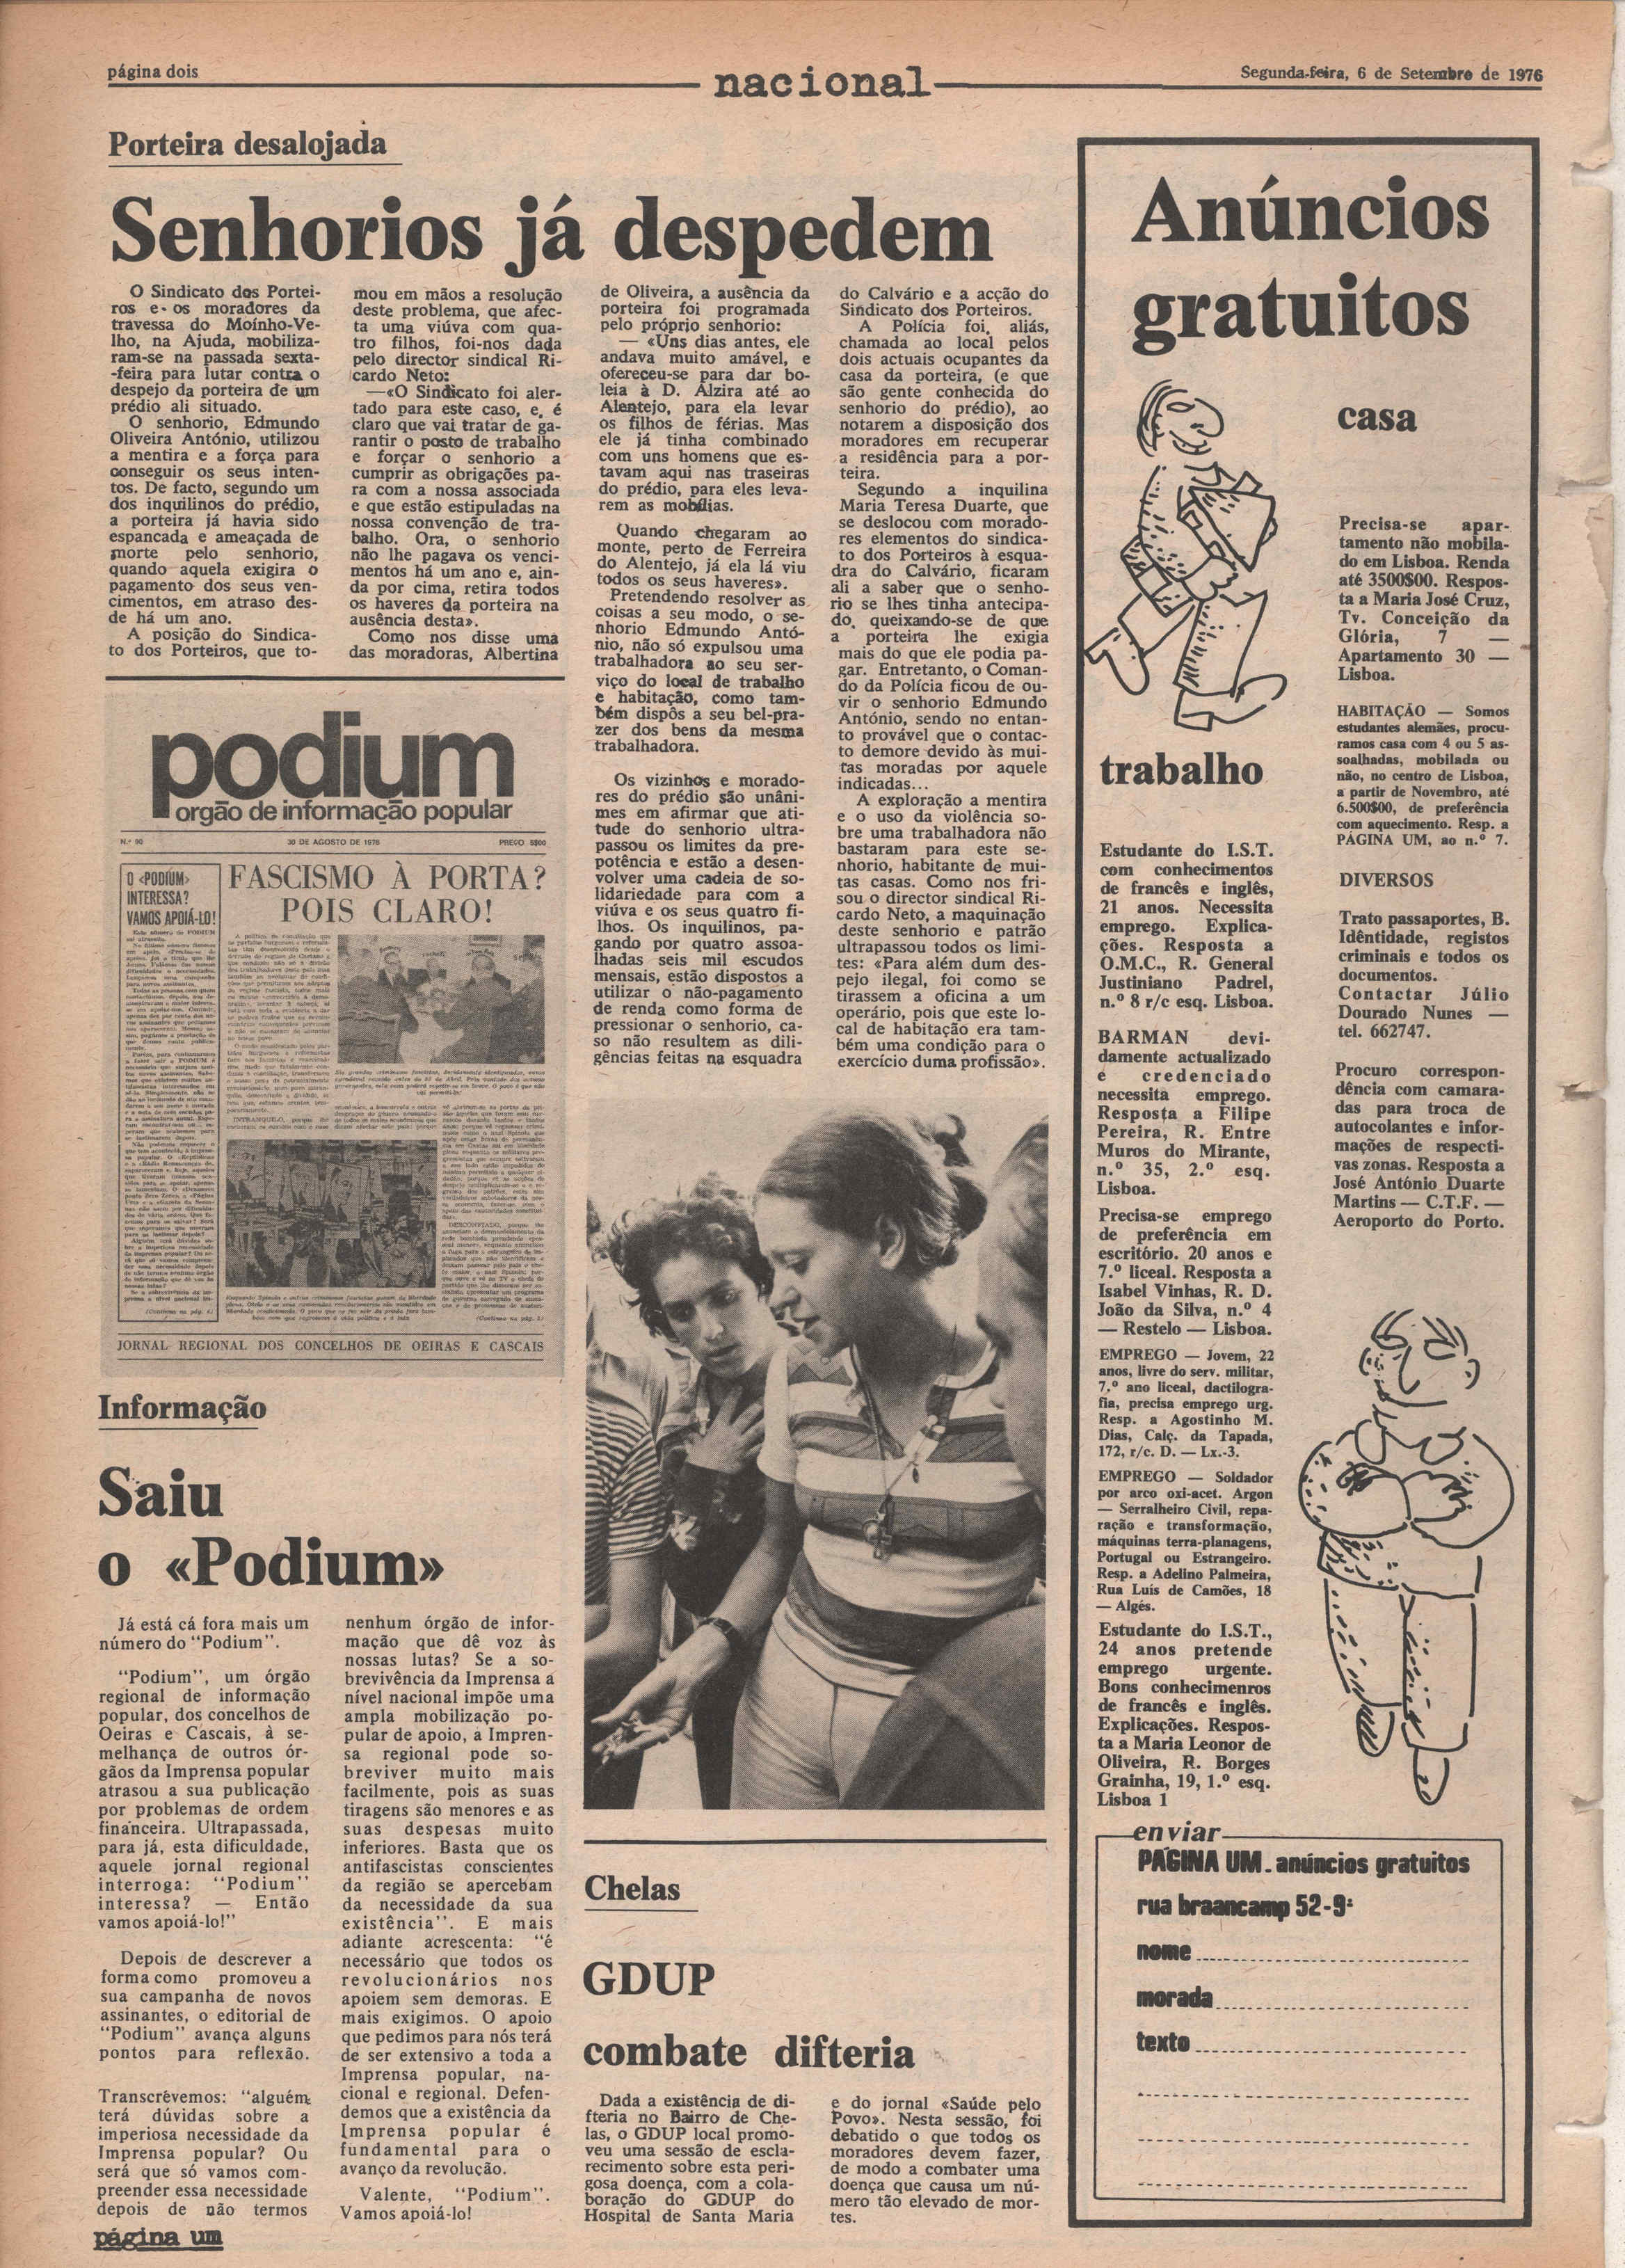 página dois
nacional
Segunda-feira, 6 de Setembro de 1976
Porteira desalojada
Senhorios já despedem
O Sindicato dos Portei-
ros e os moradores da
travessa do Moínho-Ve-
lho, na Ajuda, mobiliza-
ram-se na passada sexta-
-feira para lutar contra o
despejo da porteira de um
prédio ali situado.
O senhorio, Edmundo
Oliveira António, utilizou
a mentira e a força para
conseguir os seus inten-
tos. De facto, segundo um
dos inquilinos do prédio,
a porteira já havia sido
espancada e ameaçada de
morte pelo senhorio,
quando aquela exigira o
pagamento dos seus ven-
cimentos, em atraso des-
de há um ano.
A posição do Sindica-
to dos Porteiros, que to-
mou em mãos a resolução
deste problema, que afec-
ta uma viúva com qua-
tro filhos, foi-nos dada
pelo director sindical Ri-
cardo Neto:
—«O Sindicato foi aler-
tado para este caso, e, é
claro que vai tratar de ga-
rantir o posto de trabalho
e forçar o senhorio a
cumprir as obrigações pa-
ra com a nossa associada
e que estão estipuladas na
nossa convenção de tra-
balho. Ora, o senhorio
não lhe pagava os venci-
mentos há um ano e, ain-
da por cima, retira todos
os haveres da porteira na
ausência desta».
Como nos disse uma
das moradoras, Albertina
de Oliveira, a ausência da
porteira foi programada
pelo próprio senhorio:
— «Uns dias antes, ele
andava muito amável, e
ofereceu-se para dar bo-
leia à D. Alzira até ao
Alentejo, para ela levar
os filhos de férias. Mas
ele já tinha combinado
com uns homens que es-
tavam aqui nas traseiras
do prédio, para eles leva-
rem as mobílias.
Quando chegaram ao
monte, perto de Ferreira
do Alentejo, já ela lá viu
todos os seus haveres».
Pretendendo resolver as
coisas a seu modo, o se-
nhorio Edmundo Antó-
nio, não só expulsou uma
trabalhadora ao seu ser-
viço do local de trabalho
e habitação, como tam-
bém dispôs a seu bel-pra-
zer dos bens da mesma
trabalhadora.
Os vizinhos e morado-
res do prédio são unâni-
mes em afirmar que ati-
tude do senhorio ultra-
passou os limites da pre-
potência e estão a desen-
volver uma cadeia de so-
lidariedade para com a
viúva e os seus quatro fi-
lhos. Os inquilinos, pa-
gando por quatro assoa-
lhadas seis mil escudos
mensais, estão dispostos a
utilizar o não-pagamento
de renda como forma de
pressionar o senhorio, ca-
so não resultem as dili-
gências feitas na esquadra
do Calvário e a acção do
Sindicato dos Porteiros.
A Polícia foi, aliás,
chamada ao local pelos
dois actuais ocupantes da
casa da porteira, (e que
são gente conhecida do
senhorio do prédio), ao
notarem a disposição dos
moradores em recuperar
a residência para a por-
teira.
Segundo a inquilina
Maria Teresa Duarte, que
se deslocou com morado-
res elementos do sindica-
to dos Porteiros à esqua-
dra do Calvário, ficaram
ali a saber que o senho-
rio se lhes tinha antecipa-
do, queixando-se de que
a porteira lhe exigia
mais do que ele podia pa-
gar. Entretanto, o Coman-
do da Polícia ficou de ou-
vir o senhorio Edmundo
António, sendo no entan-
to provável que o contac-
to demore devido às mui-
tas moradas por aquele
indicadas...
A exploração a mentira
e o uso da violência so-
bre uma trabalhadora não
bastaram para este se-
nhorio, habitante de mui-
tas casas. Como nos fri-
sou o director sindical Ri-
cardo Neto, a maquinação
deste senhorio e patrão
ultrapassou todos os limi-
tes: «Para além dum des-
pejo ilegal, foi como se
tirassem a oficina a um
operário, pois que este lo-
cal de habitação era tam-
bém uma condição para o
exercício duma profissão».
podium
orgão de informação popular
N.º 90
30 DE AGOSTO DE 1976
PREÇO 5$00
O «PODIUM»
INTERESSA?
VAMOS APOIÁ-LO!
FASCISMO À PORTA?
POIS CLARO!
(Continua na pág. 4)
JORNAL REGIONAL DOS CONCELHOS DE OEIRAS E CASCAIS
Informação
Saiu
o «Podium»
Já está cá fora mais um
número do "Podium".
"Podium", um órgão
regional de informação
popular, dos concelhos de
Oeiras e Cascais, à se-
melhança de outros ór-
gãos da Imprensa popular
atrasou a sua publicação
por problemas de ordem
financeira. Ultrapassada,
para já, esta dificuldade,
aquele jornal regional
interroga: "Podium"
interessa? — Então
vamos apoiá-lo!"
Depois de descrever a
forma como promoveu a
sua campanha de novos
assinantes, o editorial de
"Podium" avança alguns
pontos para reflexão.
Transcrevemos: "alguém
terá dúvidas sobre a
imperiosa necessidade da
Imprensa popular? Ou
será que só vamos com-
preender essa necessidade
depois de não termos
nenhum órgão de infor-
mação que dê voz às
nossas lutas? Se a so-
brevivência da Imprensa a
nível nacional impõe uma
ampla mobilização po-
pular de apoio, a Impren-
sa regional pode so-
breviver muito mais
facilmente, pois as suas
tiragens são menores e as
suas despesas muito
inferiores. Basta que os
antifascistas conscientes
da região se apercebam
da necessidade da sua
existência". E mais
adiante acrescenta: "é
necessário que todos os
revolucionários nos
apoiem sem demoras. E
mais exigimos. O apoio
que pedimos para nós terá
de ser extensivo a toda a
Imprensa popular, na-
cional e regional. Defen-
demos que a existência da
Imprensa popular é
fundamental para o
avanço da revolução.
Valente, "Podium".
Vamos apoiá-lo!
Chelas
GDUP
combate difteria
Dada a existência de di-
fteria no Bairro de Che-
las, o GDUP local promo-
veu uma sessão de escla-
recimento sobre esta peri-
gosa doença, com a cola-
boração do GDUP do
Hospital de Santa Maria
e do jornal «Saúde pelo
Povo». Nesta sessão, foi
debatido o que todos os
moradores devem fazer,
de modo a combater uma
doença que causa um nú-
mero tão elevado de mor-
tes.
Anúncios
gratuitos
trabalho
Estudante do I.S.T.
com conhecimentos
de francês e inglês,
21 anos. Necessita
emprego. Explica-
ções. Resposta a
O.M.C., R. General
Justiniano Padrel,
n.º 8 r/c esq. Lisboa.
BARMAN devi-
damente actualizado
e credenciado
necessita emprego.
Resposta a Filipe
Pereira, R. Entre
Muros do Mirante,
n.º 35, 2.º esq.
Lisboa.
Precisa-se emprego
de preferência em
escritório. 20 anos e
7.º liceal. Resposta a
Isabel Vinhas, R. D.
João da Silva, n.º 4
— Restelo — Lisboa.
EMPREGO — Jovem, 22
anos, livre do serv. militar,
7.º ano liceal, dactilogra-
fia, precisa emprego urg.
Resp. a Agostinho M.
Dias, Calç. da Tapada,
172, r/c. D. — Lx.-3.
EMPREGO — Soldador
por arco oxi-acet. Argon
— Serralheiro Civil, repa-
ração e transformação,
máquinas terra-planagens,
Portugal ou Estrangeiro.
Resp. a Adelino Palmeira,
Rua Luís de Camões, 18
— Algés.
Estudante do I.S.T.,
24 anos pretende
emprego urgente.
Bons conhecimenros
de francês e inglês.
Explicações. Respos-
ta a Maria Leonor de
Oliveira, R. Borges
Grainha, 19, 1.º esq.
Lisboa 1
casa
Precisa-se apar-
tamento não mobila-
do em Lisboa. Renda
até 3500$00. Respos-
ta a Maria José Cruz,
Tv. Conceição da
Glória, 7 —
Apartamento 30 —
Lisboa.
HABITAÇÃO — Somos
estudantes alemães, procu-
ramos casa com 4 ou 5 as-
soalhadas, mobilada ou
não, no centro de Lisboa,
a partir de Novembro, até
6.500$00, de preferência
com aquecimento. Resp. a
PÁGINA UM, ao n.º 7.
DIVERSOS
Trato passaportes, B.
Idêntidade, registos
criminais e todos os
documentos.
Contactar Júlio
Dourado Nunes —
tel. 662747.
Procuro correspon-
dência com camara-
das para troca de
autocolantes e infor-
mações de respecti-
vas zonas. Resposta a
José António Duarte
Martins — C.T.F. —
Aeroporto do Porto.
enviar
PÁGINA UM - anúncios gratuitos
rua braancamp 52-9º
nome
morada
texto
página um